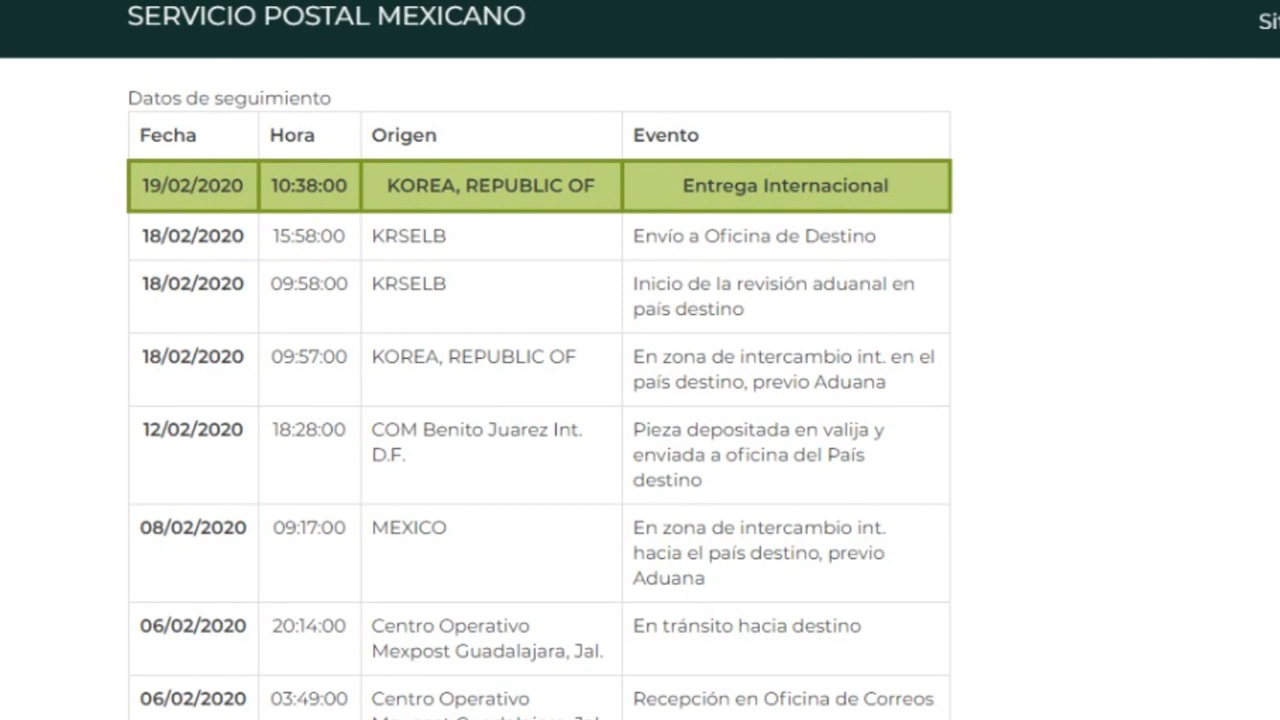 SERVICIO POSTAL MEXICANO
Datos de seguimiento
Fecha Hora Origen Evento
19/02/2020 10:38:00 KOREA, REPUBLIC OF Entrega Internacional
18/02/2020 15:58:00 KRSELB Envío a Oficina de Destino
18/02/2020 09:58:00 KRSELB Inicio de la revisión aduanal en
país destino
18/02/2020 09:57:00 KOREA, REPUBLIC OF En zona de intercambio int. en el
país destino, previo Aduana
12/02/2020 18:28:00 COM Benito Juarez Int. Pieza depositada en valija y
D.F. enviada a oficina del País
destino
08/02/2020 09:17:00 MEXICO En zona de intercambio int.
hacia el país destino, previo
Aduana
06/02/2020 20:14:00 Centro Operativo En tránsito hacia destino
Mexpost Guadalajara, Jal.
06/02/2020 03:49:00 Centro Operativo Recepción en Oficina de Correos